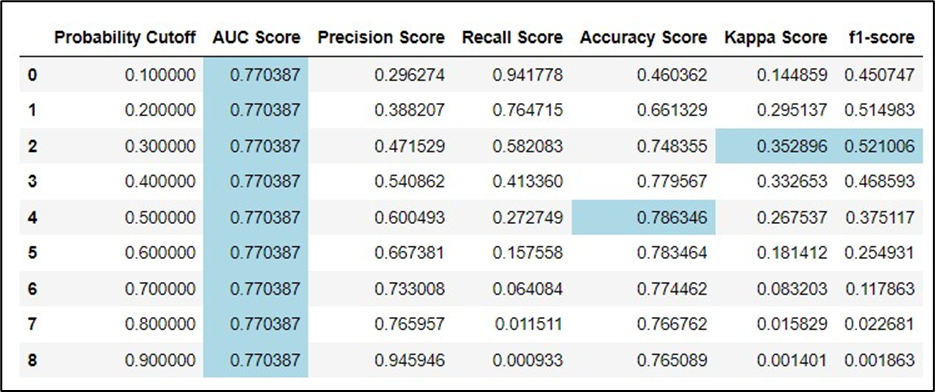 Probability Cutoff AUC Score Precision Score Recall Score Accuracy Score Kappa Score f1-score
0 0.100000 0.770387 0.296274 0.941778 0.460362 0.144859 0.450747
1 0.200000 0.770387 0.388207 0.764715 0.661329 0.295137 0.514983
2 0.300000 0.770387 0.471529 0.582083 0.748355 0.352896 0.521006
3 0.400000 0.770387 0.540862 0.413360 0.779567 0.332653 0.468593
4 0.500000 0.770387 0.600493 0.272749 0.786346 0.267537 0.375117
5 0.600000 0.770387 0.667381 0.157558 0.783464 0.181412 0.254931
6 0.700000 0.770387 0.733008 0.064084 0.774462 0.083203 0.117863
7 0.800000 0.770387 0.765957 0.011511 0.766762 0.015829 0.022681
8 0.900000 0.770387 0.945946 0.000933 0.765089 0.001401 0.001863